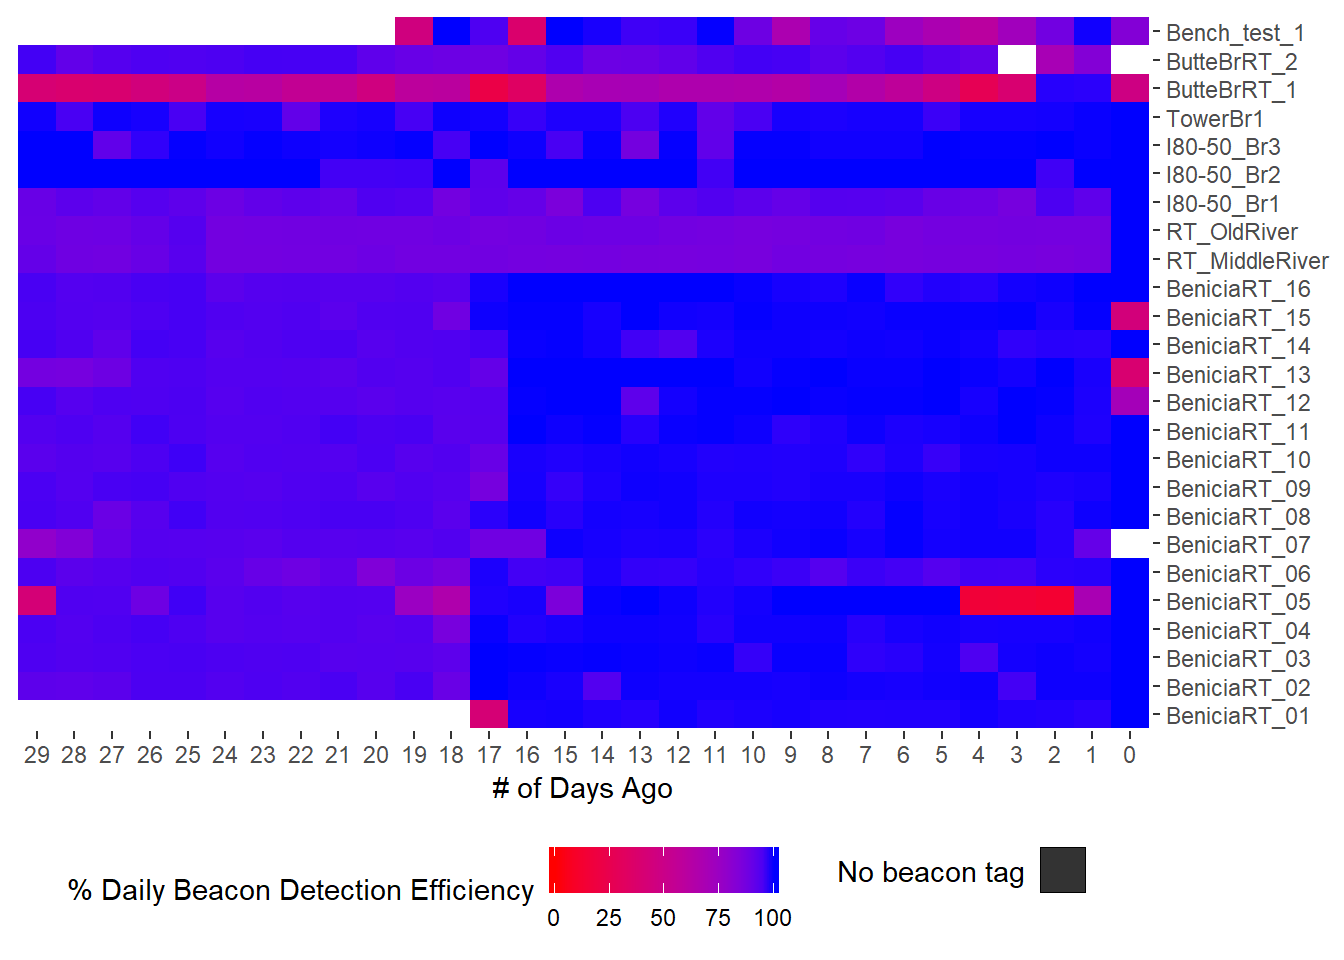 Bench_test_1
ButteBrRT_2
ButteBrRT_1
TowerBr1
I80-50_Br3
I80-50_Br2
I80-50_Br1
RT_OldRiver
RT_MiddleRiver
BeniciaRT_16
BeniciaRT_15
BeniciaRT_14
BeniciaRT_13
BeniciaRT_12
BeniciaRT_11
BeniciaRT_10
BeniciaRT_09
BeniciaRT_08
BeniciaRT_07
BeniciaRT_06
BeniciaRT_05
BeniciaRT_04
BeniciaRT_03
BeniciaRT_02
BeniciaRT_01
29 28 27 26 25 24 23 22 21 20 19 18 17 16 15 14 13 12 11 10 9 8 7 6 5 4 3 2 1 0
# of Days Ago
% Daily Beacon Detection Efficiency
0 25 50 75 100
No beacon tag